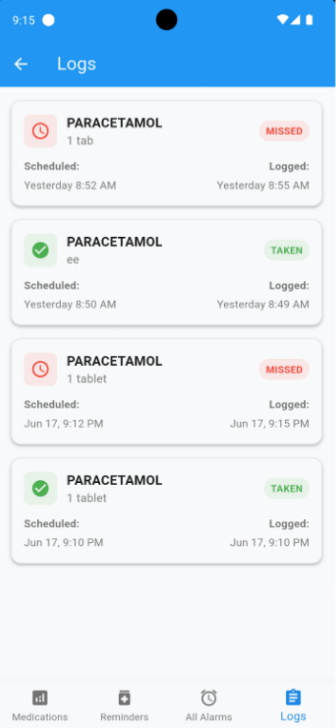 9:15
Logs
PARACETAMOL
1 tab
MISSED
Scheduled: Logged:
Yesterday 8:52 AM Yesterday 8:55 AM
PARACETAMOL
ee
TAKEN
Scheduled: Logged:
Yesterday 8:50 AM Yesterday 8:49 AM
PARACETAMOL
1 tablet
MISSED
Scheduled: Logged:
Jun 17, 9:12 PM Jun 17, 9:15 PM
PARACETAMOL
1 tablet
TAKEN
Scheduled: Logged:
Jun 17, 9:10 PM Jun 17, 9:10 PM
Medications Reminders All Alarms Logs